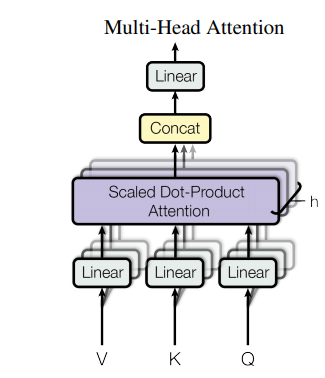 Multi-Head Attention
Linear
Concat
Scaled Dot-Product
Attention
h
Linear Linear Linear
V K Q